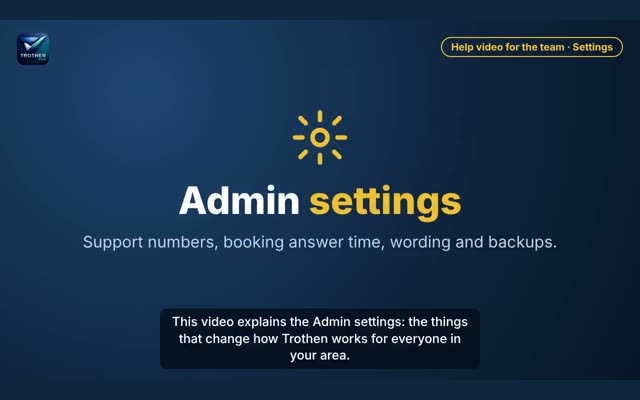 TROTHEN
Help video for the team · Settings
Admin settings
Support numbers, booking answer time, wording and backups.
This video explains the Admin settings: the things
that change how Trothen works for everyone in
your area.